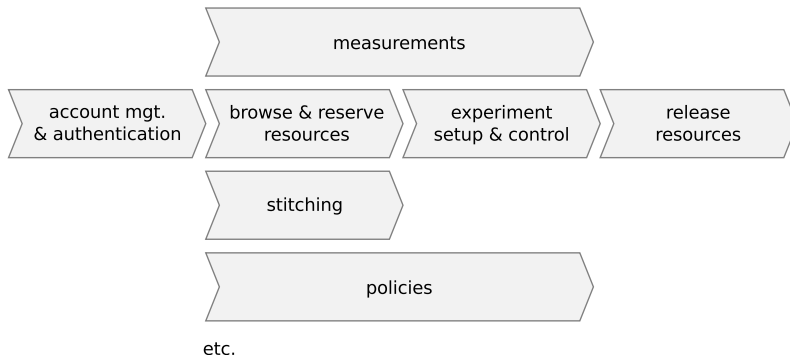 measurements
account mgt.
& authentication
browse & reserve
resources
experiment
setup & control
release
resources
stitching
policies
etc.